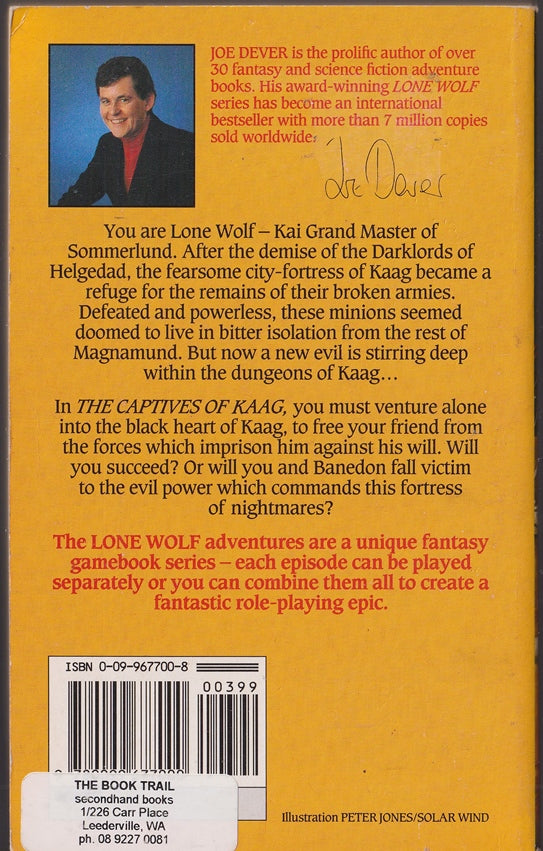 JOE DEVER is the prolific author of over
30 fantasy and science fiction adventure
books. His award-winning LONE WOLF
series has become an international
bestseller with more than 7 million copies
sold worldwide.
Joe Dever
You are Lone Wolf – Kai Grand Master of
Sommerlund. After the demise of the Darklords of
Helgedad, the fearsome city-fortress of Kaag became a
refuge for the remains of their broken armies.
Defeated and powerless, these minions seemed
doomed to live in bitter isolation from the rest of
Magnamund. But now a new evil is stirring deep
within the dungeons of Kaag...
In THE CAPTIVES OF KAAG, you must venture alone
into the black heart of Kaag, to free your friend from
the forces which imprison him against his will. Will
you succeed? Or will you and Banedon fall victim
to the evil power which commands this fortress
of nightmares?
The LONE WOLF adventures are a unique fantasy
gamebook series – each episode can be played
separately or you can combine them all to create a
fantastic role-playing epic.
ISBN 0-09-967700-8
00399
THE BOOK TRAIL
secondhand books
1/226 Carr Place
Leederville, WA
ph. 08 9227 0081
Illustration PETER JONES/SOLAR WIND